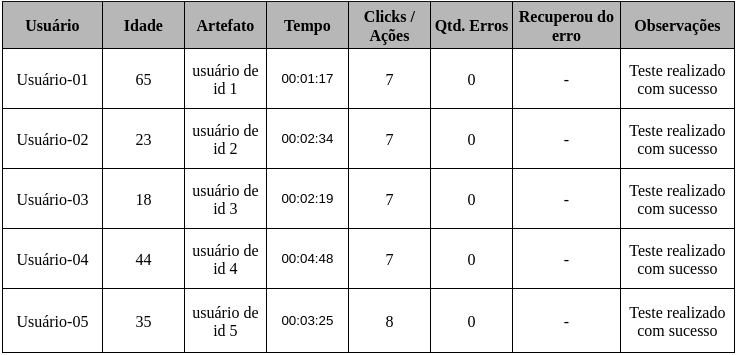 Usuário Idade Artefato Tempo Clicks / Ações Qtd. Erros Recuperou do erro Observações
Usuário-01 65 usuário de id 1 00:01:17 7 0 - Teste realizado com sucesso
Usuário-02 23 usuário de id 2 00:02:34 7 0 - Teste realizado com sucesso
Usuário-03 18 usuário de id 3 00:02:19 7 0 - Teste realizado com sucesso
Usuário-04 44 usuário de id 4 00:04:48 7 0 - Teste realizado com sucesso
Usuário-05 35 usuário de id 5 00:03:25 8 0 - Teste realizado com sucesso